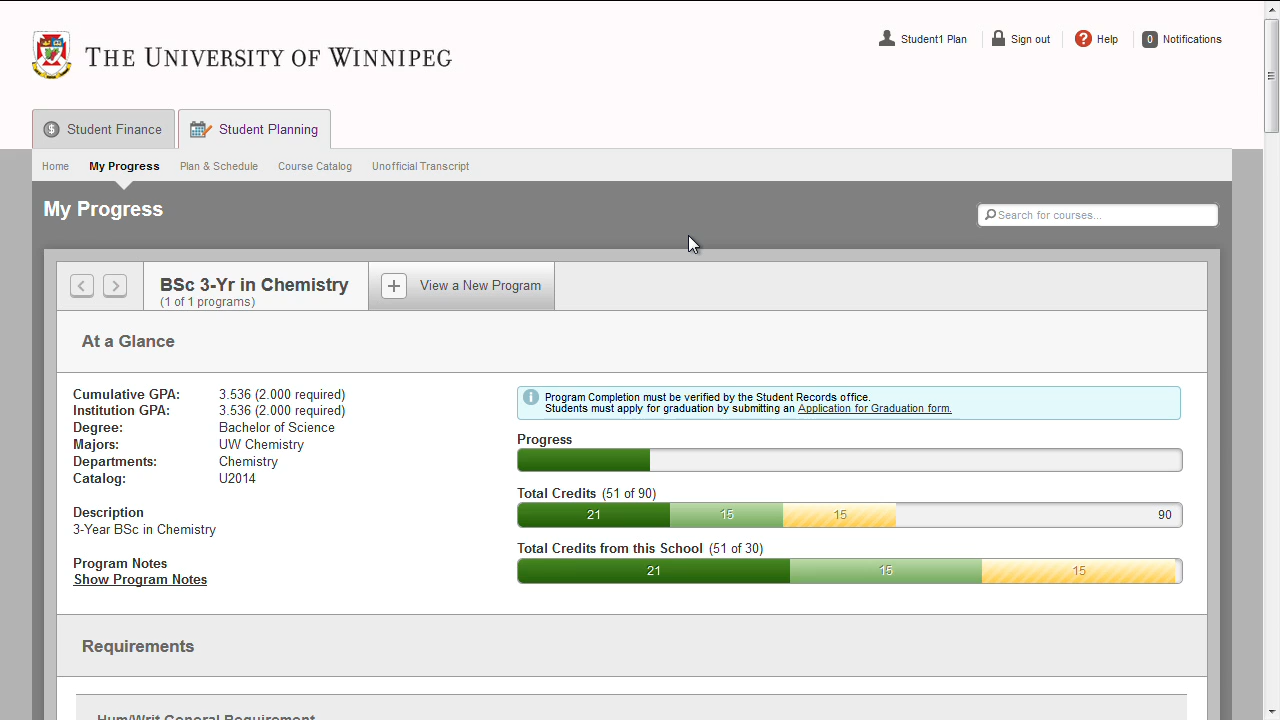 THE UNIVERSITY OF WINNIPEG
Student1 Plan
Sign out
? Help
0 Notifications
$ Student Finance
Student Planning
Home
My Progress
Plan & Schedule
Course Catalog
Unofficial Transcript
My Progress
Search for courses...
BSc 3-Yr in Chemistry
(1 of 1 programs)
View a New Program
At a Glance
Cumulative GPA: 3.536 (2.000 required)
Institution GPA: 3.536 (2.000 required)
Degree: Bachelor of Science
Majors: UW Chemistry
Departments: Chemistry
Catalog: U2014
Description
3-Year BSc in Chemistry
Program Notes
Show Program Notes
Program Completion must be verified by the Student Records office.
Students must apply for graduation by submitting an Application for Graduation form.
Progress
Total Credits (51 of 90)
21 15 15 90
Total Credits from this School (51 of 30)
21 15 15
Requirements
Hum/Writ General Requirement